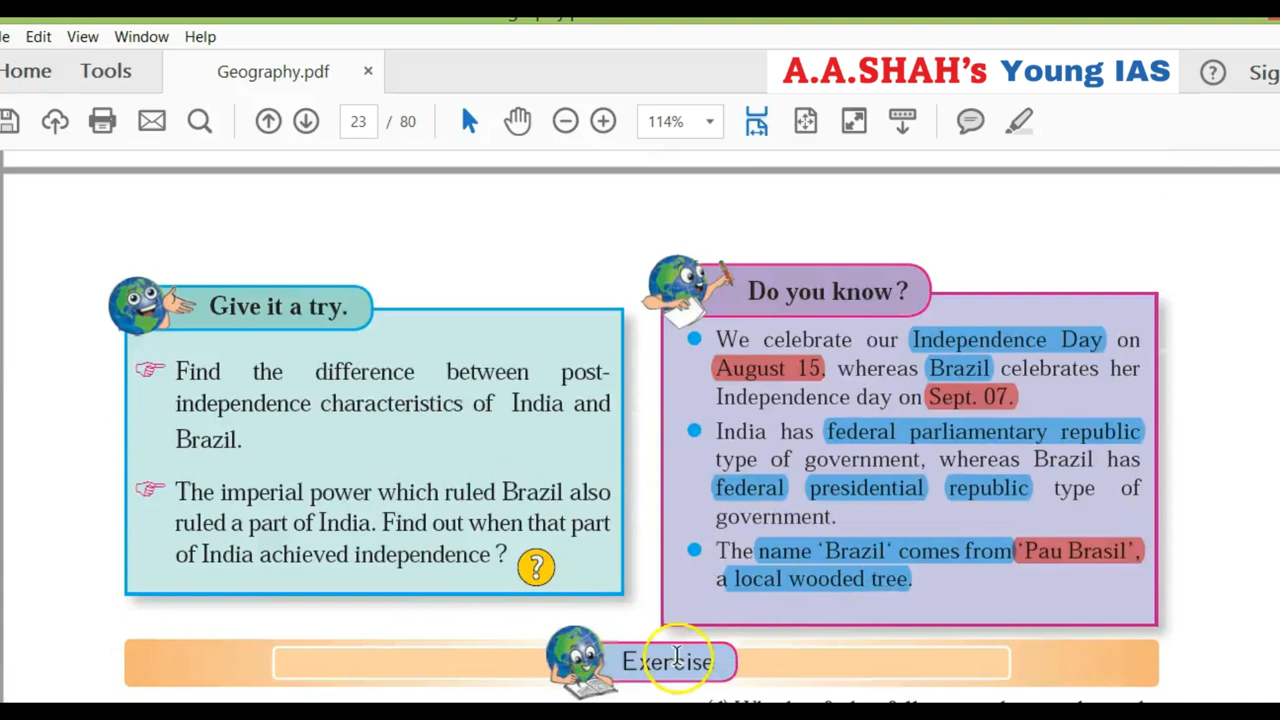 Edit View Window Help
Home Tools Geography.pdf × A.A.SHAH's Young IAS ?
23 / 80 114%
Give it a try.
Find the difference between post-
independence characteristics of India and
Brazil.
The imperial power which ruled Brazil also
ruled a part of India. Find out when that part
of India achieved independence ?
?
Do you know?
We celebrate our Independence Day on
August 15, whereas Brazil celebrates her
Independence day on Sept. 07.
India has federal parliamentary republic
type of government, whereas Brazil has
federal presidential republic type of
government.
The name ‘Brazil‘ comes from ‘Pau Brasil’,
a local wooded tree.
Exercise